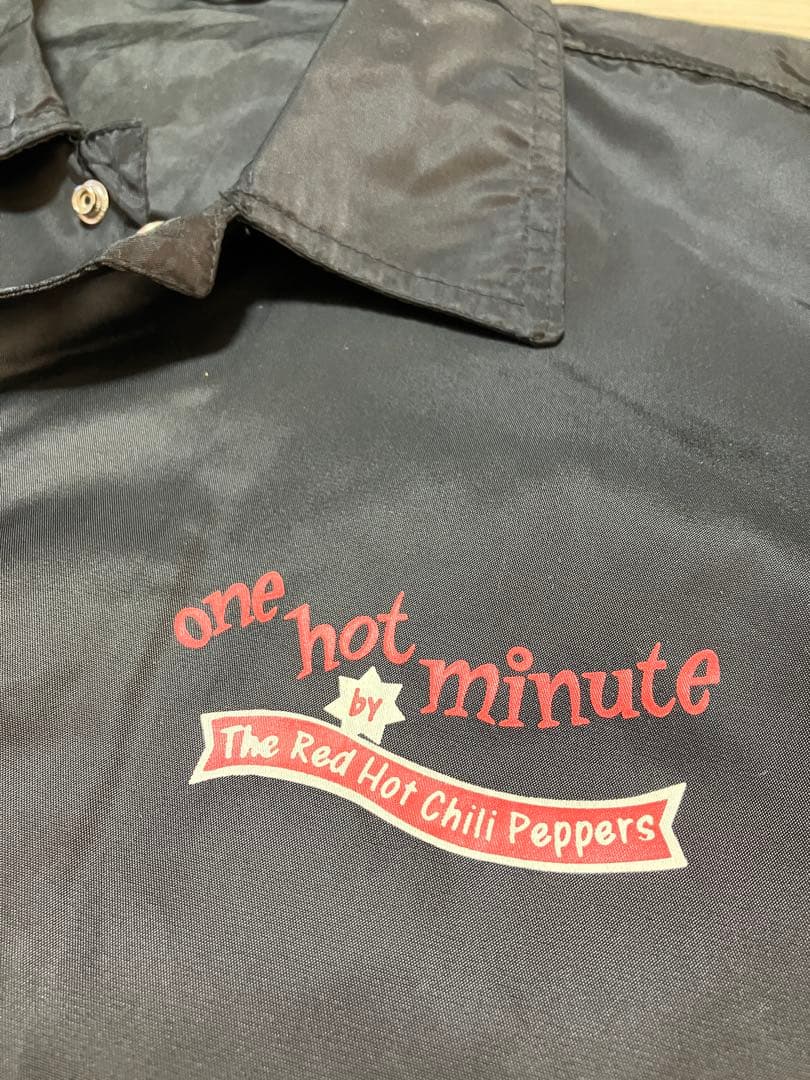 one hot minute
by
The Red Hot Chili Peppers